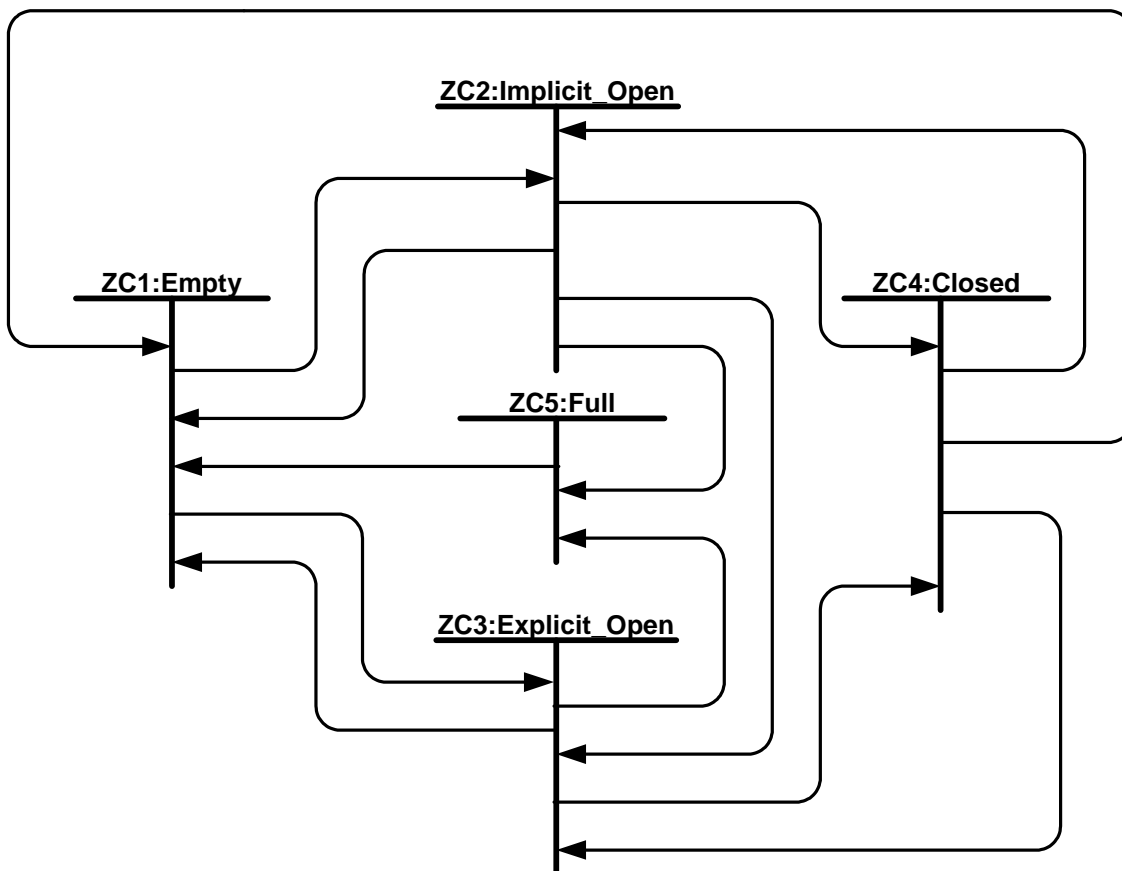 ZC2:Implicit_Open
ZC1:Empty
ZC4:Closed
ZC5:Full
ZC3:Explicit_Open